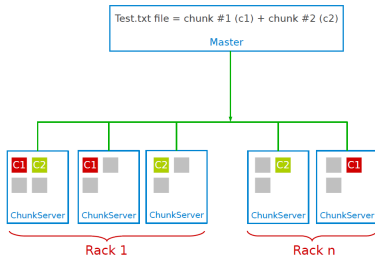 Test.txt file = chunk #1 (c1) + chunk #2 (c2)
Master
C1 C2 C1 C2 C2 C1
ChunkServer ChunkServer ChunkServer ChunkServer ChunkServer
Rack 1 Rack n